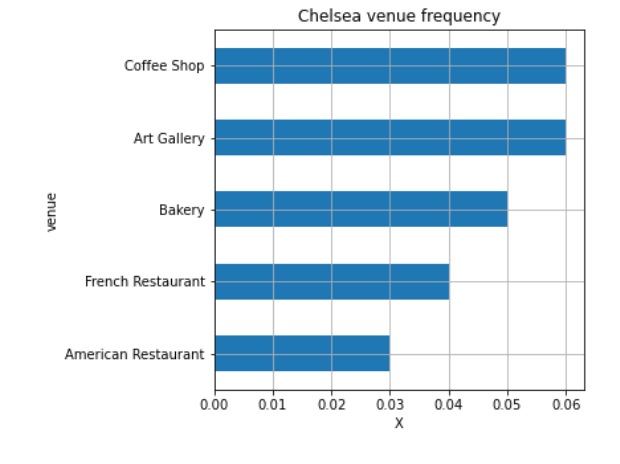 Chelsea venue frequency
Coffee Shop
Art Gallery
Bakery
French Restaurant
American Restaurant
venue
0.00 0.01 0.02 0.03 0.04 0.05 0.06
X